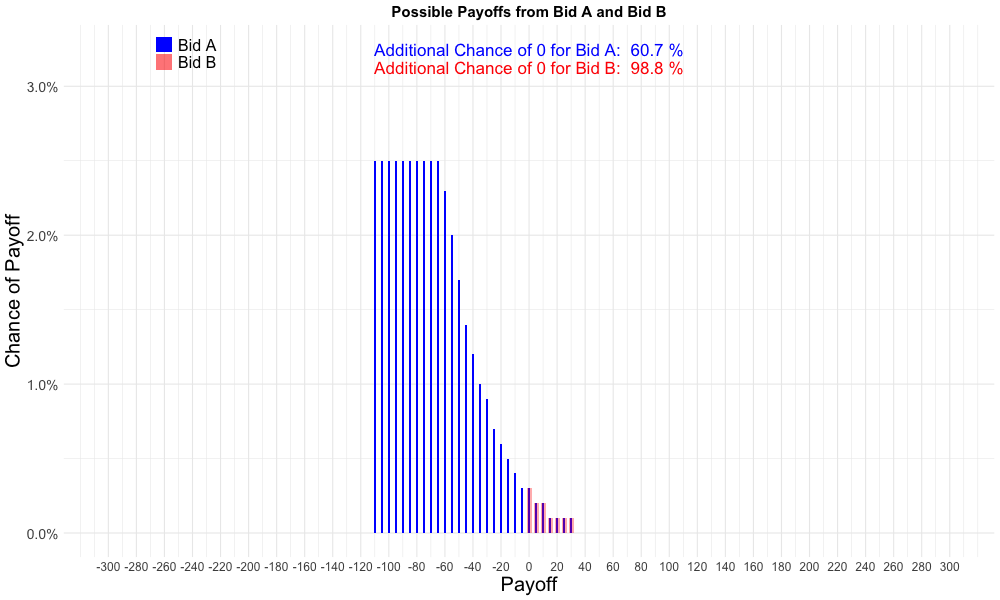 Possible Payoffs from Bid A and Bid B
Bid A
Bid B
Additional Chance of 0 for Bid A:  60.7 %
Additional Chance of 0 for Bid B:  98.8 %
Chance of Payoff
3.0%
2.0%
1.0%
0.0%
-300 -280 -260 -240 -220 -200 -180 -160 -140 -120 -100 -80 -60 -40 -20 0 20 40 60 80 100 120 140 160 180 200 220 240 260 280 300
Payoff